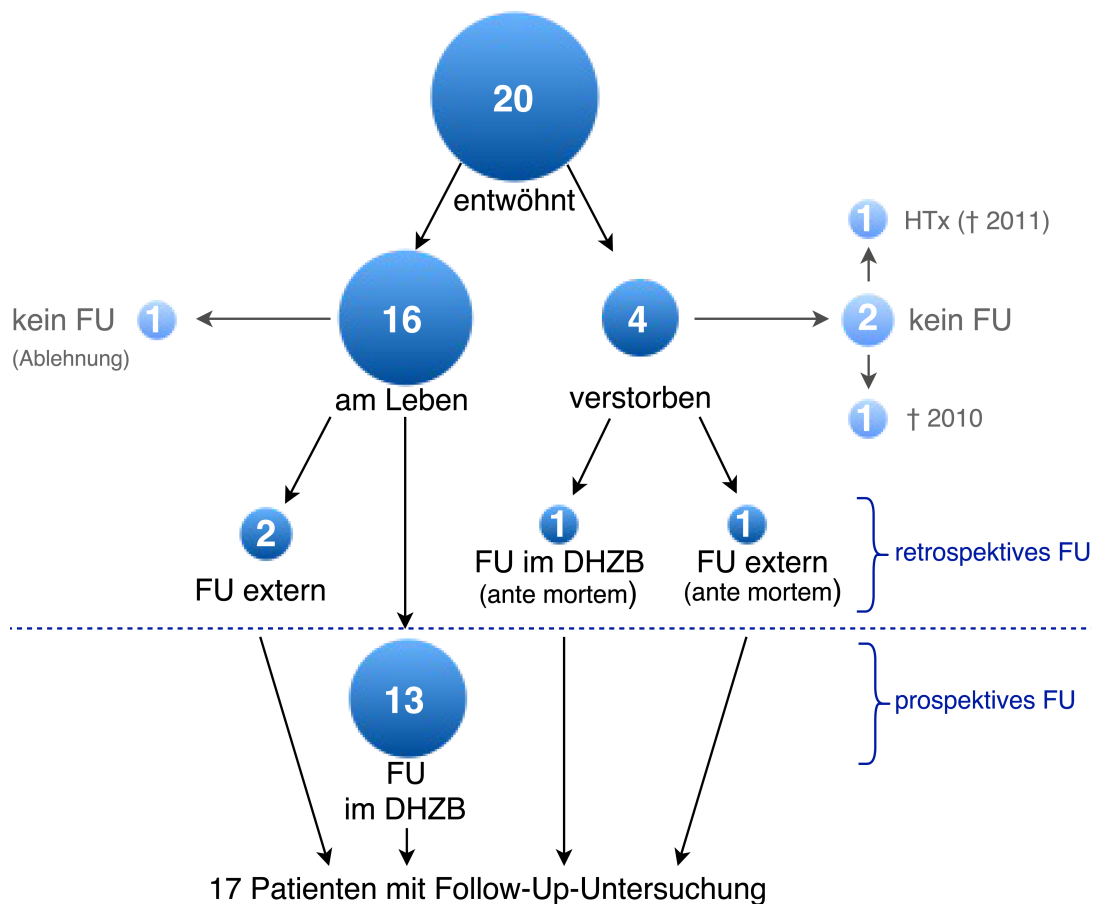 20
entwöhnt
1
HTx († 2011)
kein FU
(Ablehnung)
1
16
4
2
kein FU
am Leben
verstorben
1
† 2010
2
FU extern
1
FU im DHZB
(ante mortem)
1
FU extern
(ante mortem)
retrospektives FU
13
FU
im DHZB
prospektives FU
17 Patienten mit Follow-Up-Untersuchung